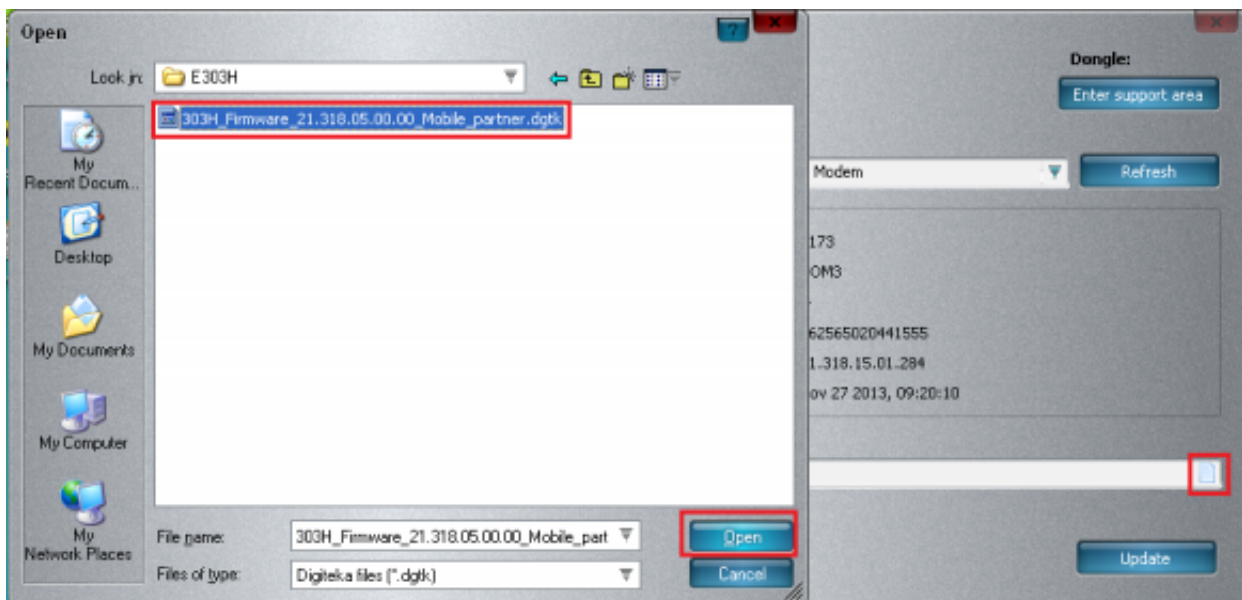 Open
Look in:
E303H
303H_Firmware_21.318.05.00.00_Mobile_partner.dgtk
My
Recent Docum...
Desktop
My Documents
My Computer
My
Network Places
File name:
303H_Firmware_21.318.05.00.00_Mobile_part
Open
Files of type:
Digiteka files (*.dgtk)
Cancel
Dongle:
Enter support area
Modem
Refresh
173
OM3
62565020441555
1.318.15.01.284
ov 27 2013, 09:20:10
Update